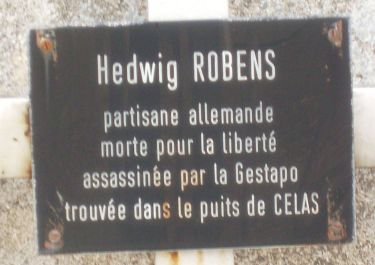 Hedwig ROBENS
partisane allemande
morte pour la liberté
assassinée par la Gestapo
trouvée dans le puits de CELAS